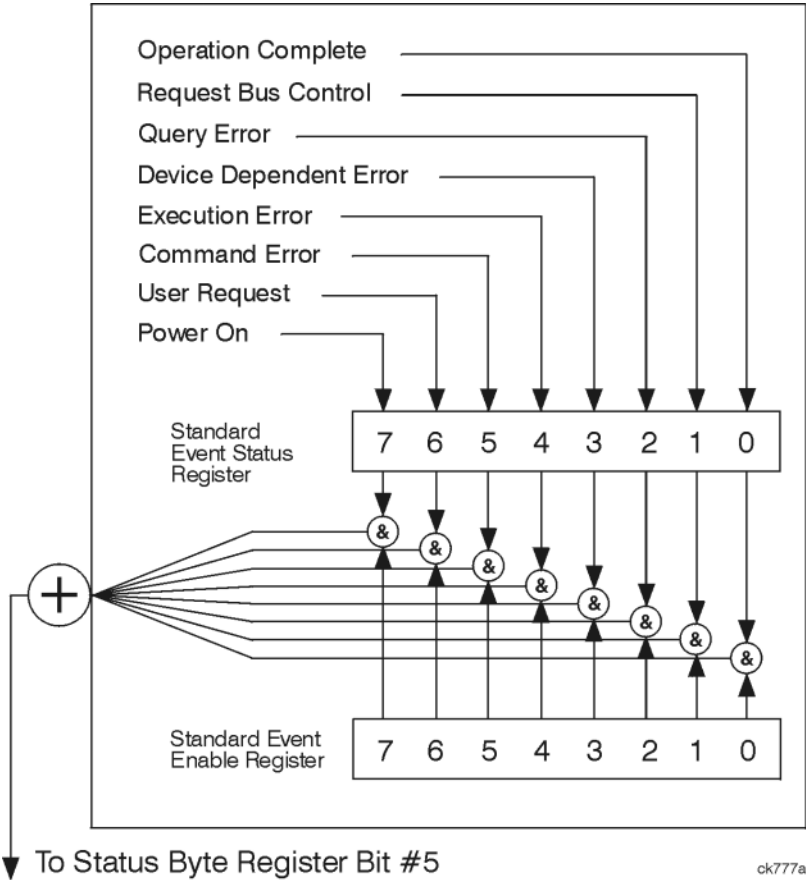 Operation Complete
Request Bus Control
Query Error
Device Dependent Error
Execution Error
Command Error
User Request
Power On
Standard
Event Status
Register
7 6 5 4 3 2 1 0
&
&
&
&
&
&
&
&
+
Standard Event
Enable Register
7 6 5 4 3 2 1 0
To Status Byte Register Bit #5
ck777a